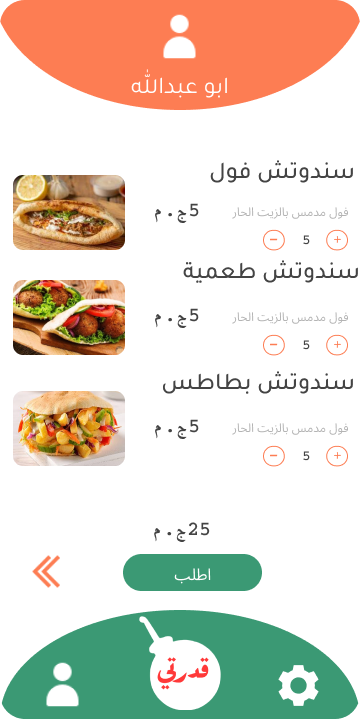 ابو عبدالله
سندوتش فول
فول مدمس بالزيت الحار
5ج.م
− 5 +
سندوتش طعمية
فول مدمس بالزيت الحار
5ج.م
− 5 +
سندوتش بطاطس
فول مدمس بالزيت الحار
5ج.م
− 5 +
25ج.م
اطلب
قدرتي